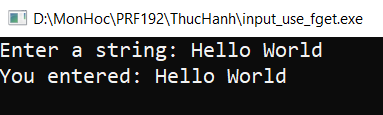 D:\MonHoc\PRF192\ThucHanh\input_use_fget.exe
Enter a string: Hello World
You entered: Hello World